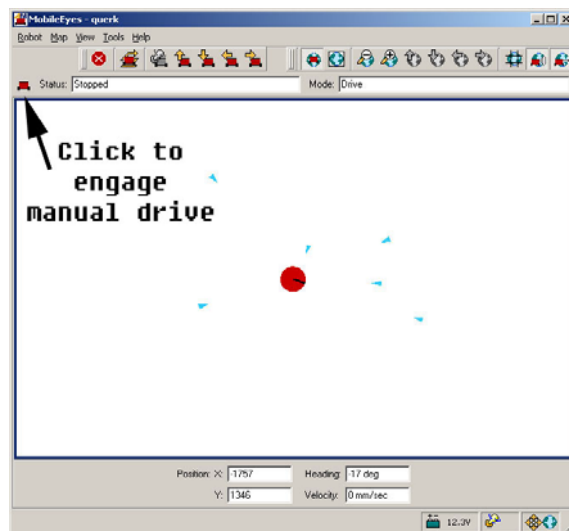 MobileEyes - querk
Robot Map View Tools Help
Status: Stopped Mode: Drive
Click to
engage
manual drive
Position: X: -1757 Heading: -17 deg
Y: 1346 Velocity: 0 mm/sec
12.3V